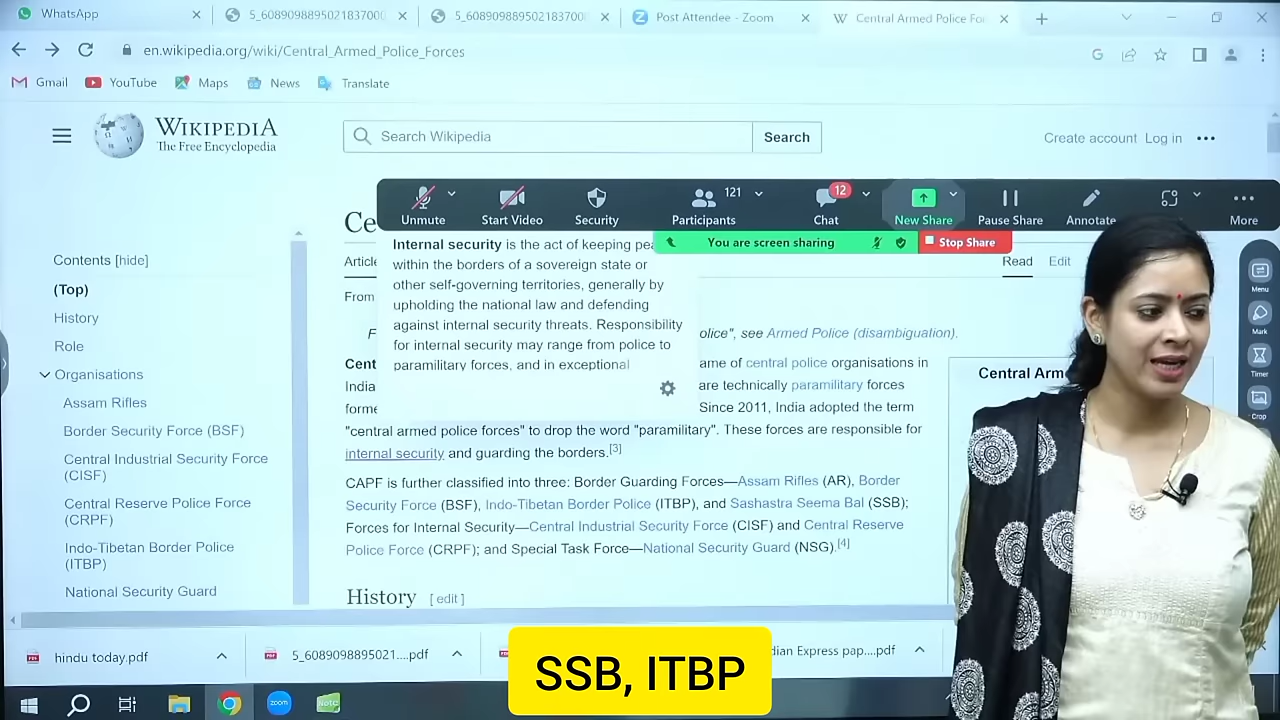 WhatsApp
5_6089098895021837000
5_6089098895021837000
Post Attendee - Zoom
Central Armed Police Fo
en.wikipedia.org/wiki/Central_Armed_Police_Forces
Gmail
YouTube
Maps
News
Translate
WIKIPEDIA
The Free Encyclopedia
Search Wikipedia
Search
Create account Log in
Unmute
Start Video
Security
121
Participants
12
Chat
New Share
Pause Share
Annotate
More
You are screen sharing
Stop Share
Ce
Internal security is the act of keeping pea
within the borders of a sovereign state or
other self-governing territories, generally by
upholding the national law and defending
against internal security threats. Responsibility
for internal security may range from police to
paramilitary forces, and in exceptional
Contents [hide]
(Top)
History
Role
Organisations
Assam Rifles
Border Security Force (BSF)
Central Industrial Security Force
(CISF)
Central Reserve Police Force
(CRPF)
Indo-Tibetan Border Police
(ITBP)
National Security Guard
Article
Read
Edit
From
F olice", see Armed Police (disambiguation).
Cent ame of central police organisations in
India are technically paramilitary forces
forme Since 2011, India adopted the term
"central armed police forces" to drop the word "paramilitary". These forces are responsible for
internal security and guarding the borders.[3]
CAPF is further classified into three: Border Guarding Forces—Assam Rifles (AR), Border
Security Force (BSF), Indo-Tibetan Border Police (ITBP), and Sashastra Seema Bal (SSB);
Forces for Internal Security—Central Industrial Security Force (CISF) and Central Reserve
Police Force (CRPF); and Special Task Force—National Security Guard (NSG).[4]
History [ edit ]
Central Arm
Menu
Mark
Timer
Crop
hindu today.pdf
5_6089098895021....pdf
dian Express pap....pdf
SSB, ITBP
zoom